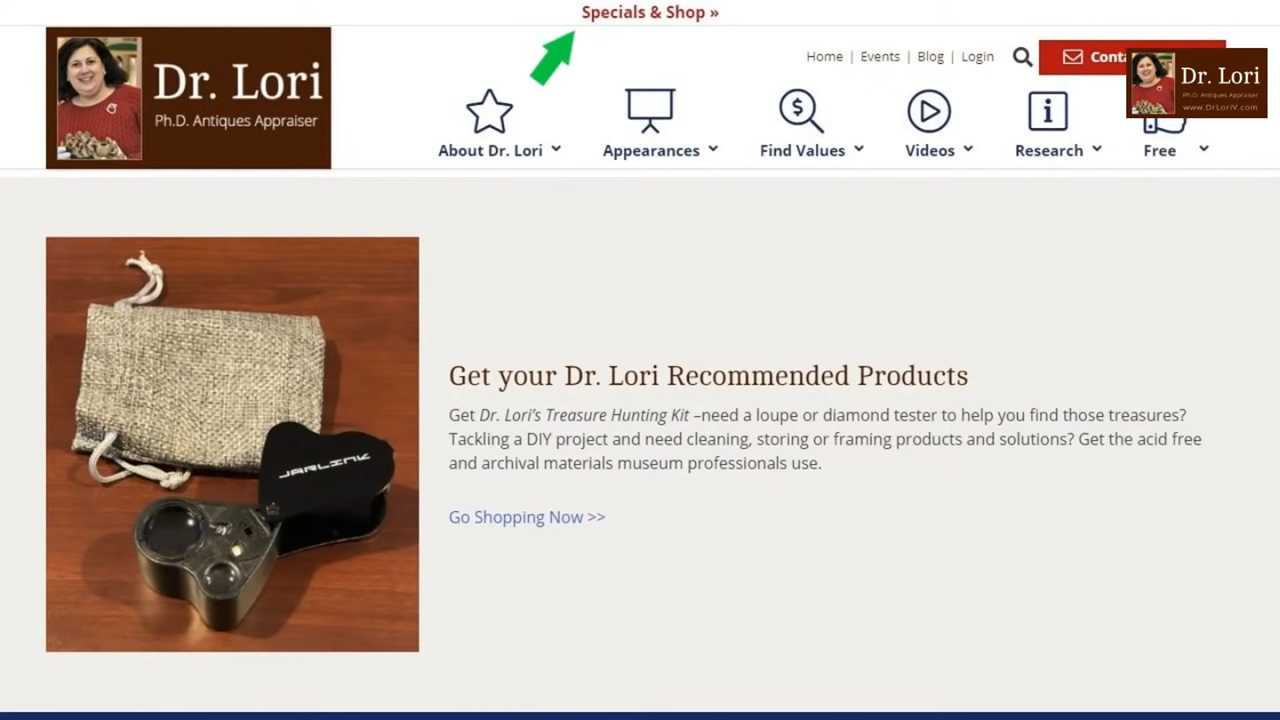 Specials & Shop »
Dr. Lori
Ph.D. Antiques Appraiser
Home | Events | Blog | Login
Dr. Lori
Ph.D. Antiques Appraiser
www.DrLoriV.com
About Dr. Lori
Appearances
Find Values
Videos
Research
Free
JARLINK
Get your Dr. Lori Recommended Products
Get Dr. Lori's Treasure Hunting Kit –need a loupe or diamond tester to help you find those treasures?
Tackling a DIY project and need cleaning, storing or framing products and solutions? Get the acid free
and archival materials museum professionals use.
Go Shopping Now >>